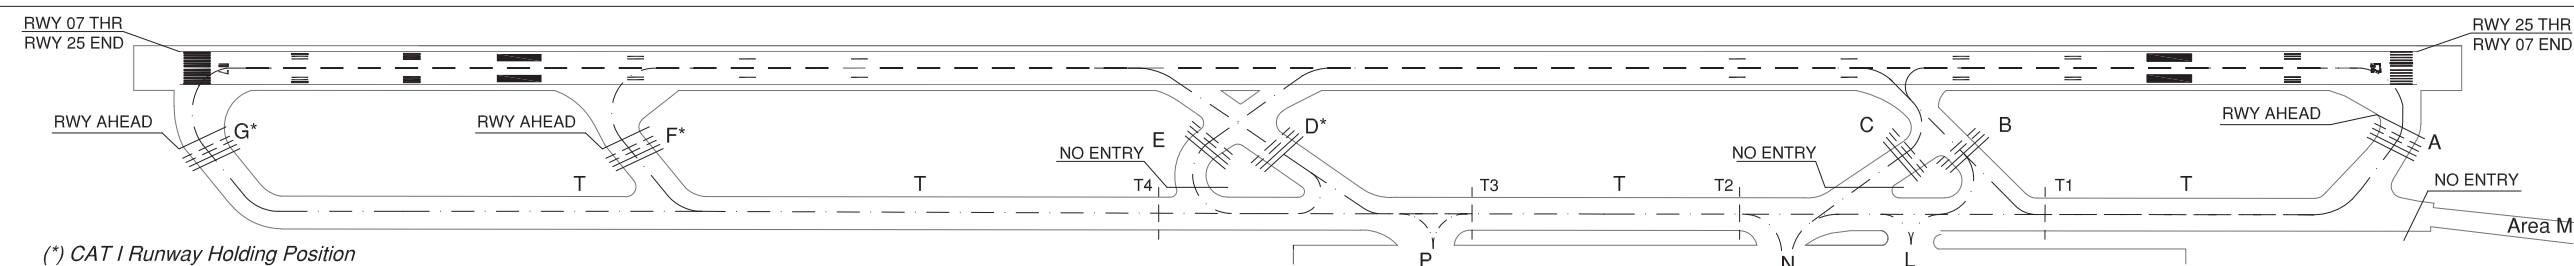 RWY 07 THR
RWY 25 END
RWY 25 THR
RWY 07 END
RWY AHEAD
G*
RWY AHEAD
F*
E
D*
C
B
RWY AHEAD
A
NO ENTRY
NO ENTRY
NO ENTRY
T
T
T4
T3
T
T2
T1
T
Area M
(*) CAT I Runway Holding Position
P
N
L